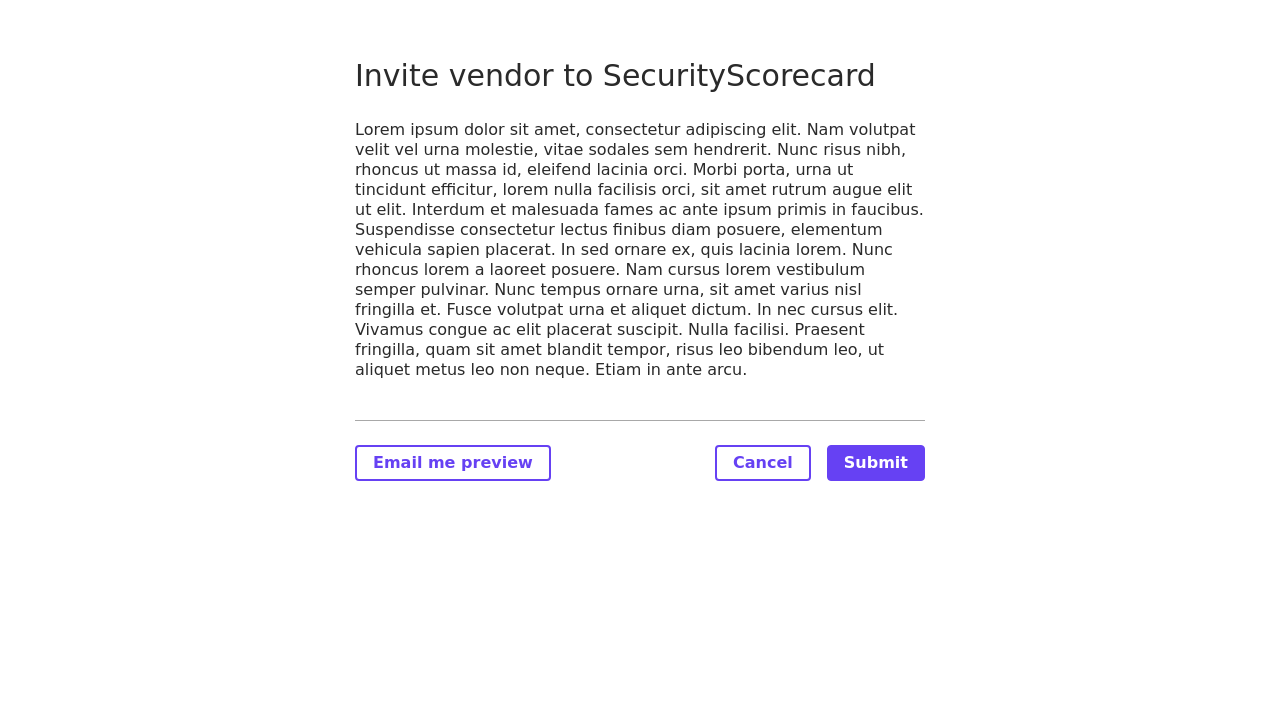 Invite vendor to SecurityScorecard
Lorem ipsum dolor sit amet, consectetur adipiscing elit. Nam volutpat
velit vel urna molestie, vitae sodales sem hendrerit. Nunc risus nibh,
rhoncus ut massa id, eleifend lacinia orci. Morbi porta, urna ut
tincidunt efficitur, lorem nulla facilisis orci, sit amet rutrum augue elit
ut elit. Interdum et malesuada fames ac ante ipsum primis in faucibus.
Suspendisse consectetur lectus finibus diam posuere, elementum
vehicula sapien placerat. In sed ornare ex, quis lacinia lorem. Nunc
rhoncus lorem a laoreet posuere. Nam cursus lorem vestibulum
semper pulvinar. Nunc tempus ornare urna, sit amet varius nisl
fringilla et. Fusce volutpat urna et aliquet dictum. In nec cursus elit.
Vivamus congue ac elit placerat suscipit. Nulla facilisi. Praesent
fringilla, quam sit amet blandit tempor, risus leo bibendum leo, ut
aliquet metus leo non neque. Etiam in ante arcu.
Email me preview
Cancel
Submit